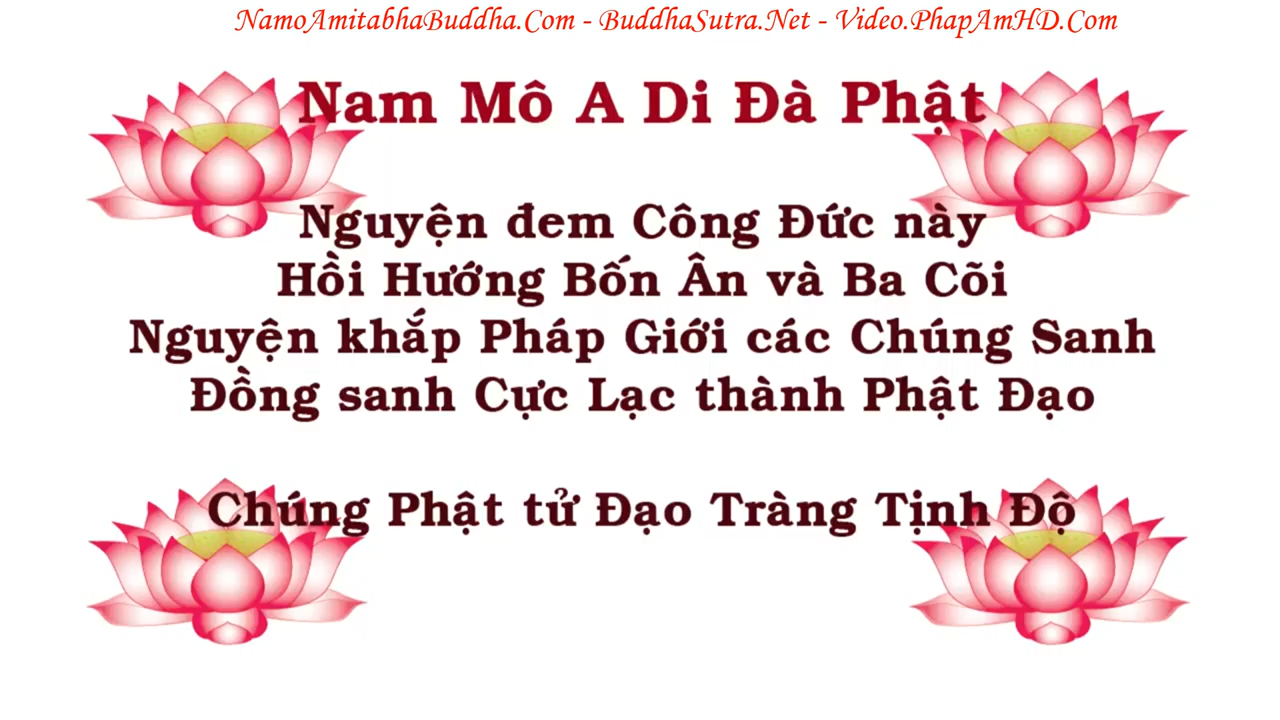 NamoAmitabhaBuddha.Com - BuddhaSutra.Net - Video.PhapAmHD.Com
Nam Mô A Di Đà Phật
Nguyện đem Công Đức này
Hồi Hướng Bốn Ân và Ba Cõi
Nguyện khắp Pháp Giới các Chúng Sanh
Đồng sanh Cực Lạc thành Phật Đạo
Chúng Phật tử Đạo Tràng Tịnh Độ